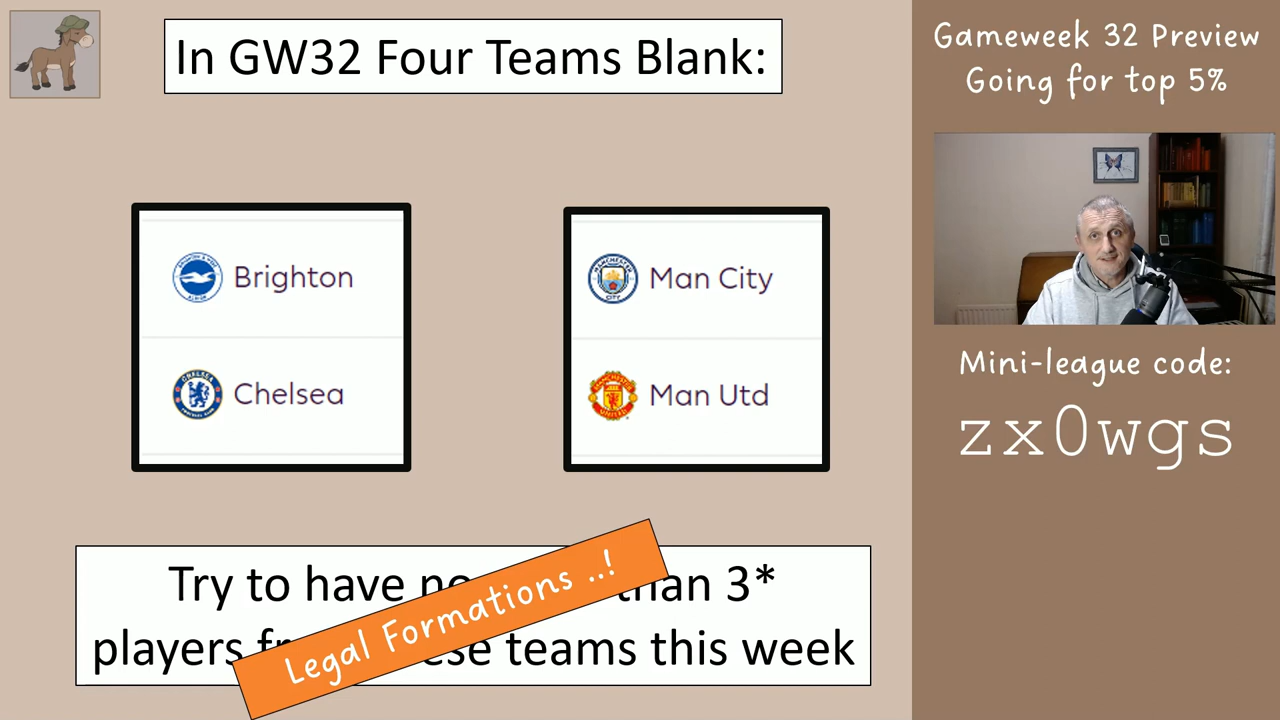 In GW32 Four Teams Blank:
Brighton
Chelsea
Man City
Man Utd
Try to have no than 3*
players these teams this week
Legal Formations ..!
Gameweek 32 Preview
Going for top 5%
Mini-league code:
zx0wgs